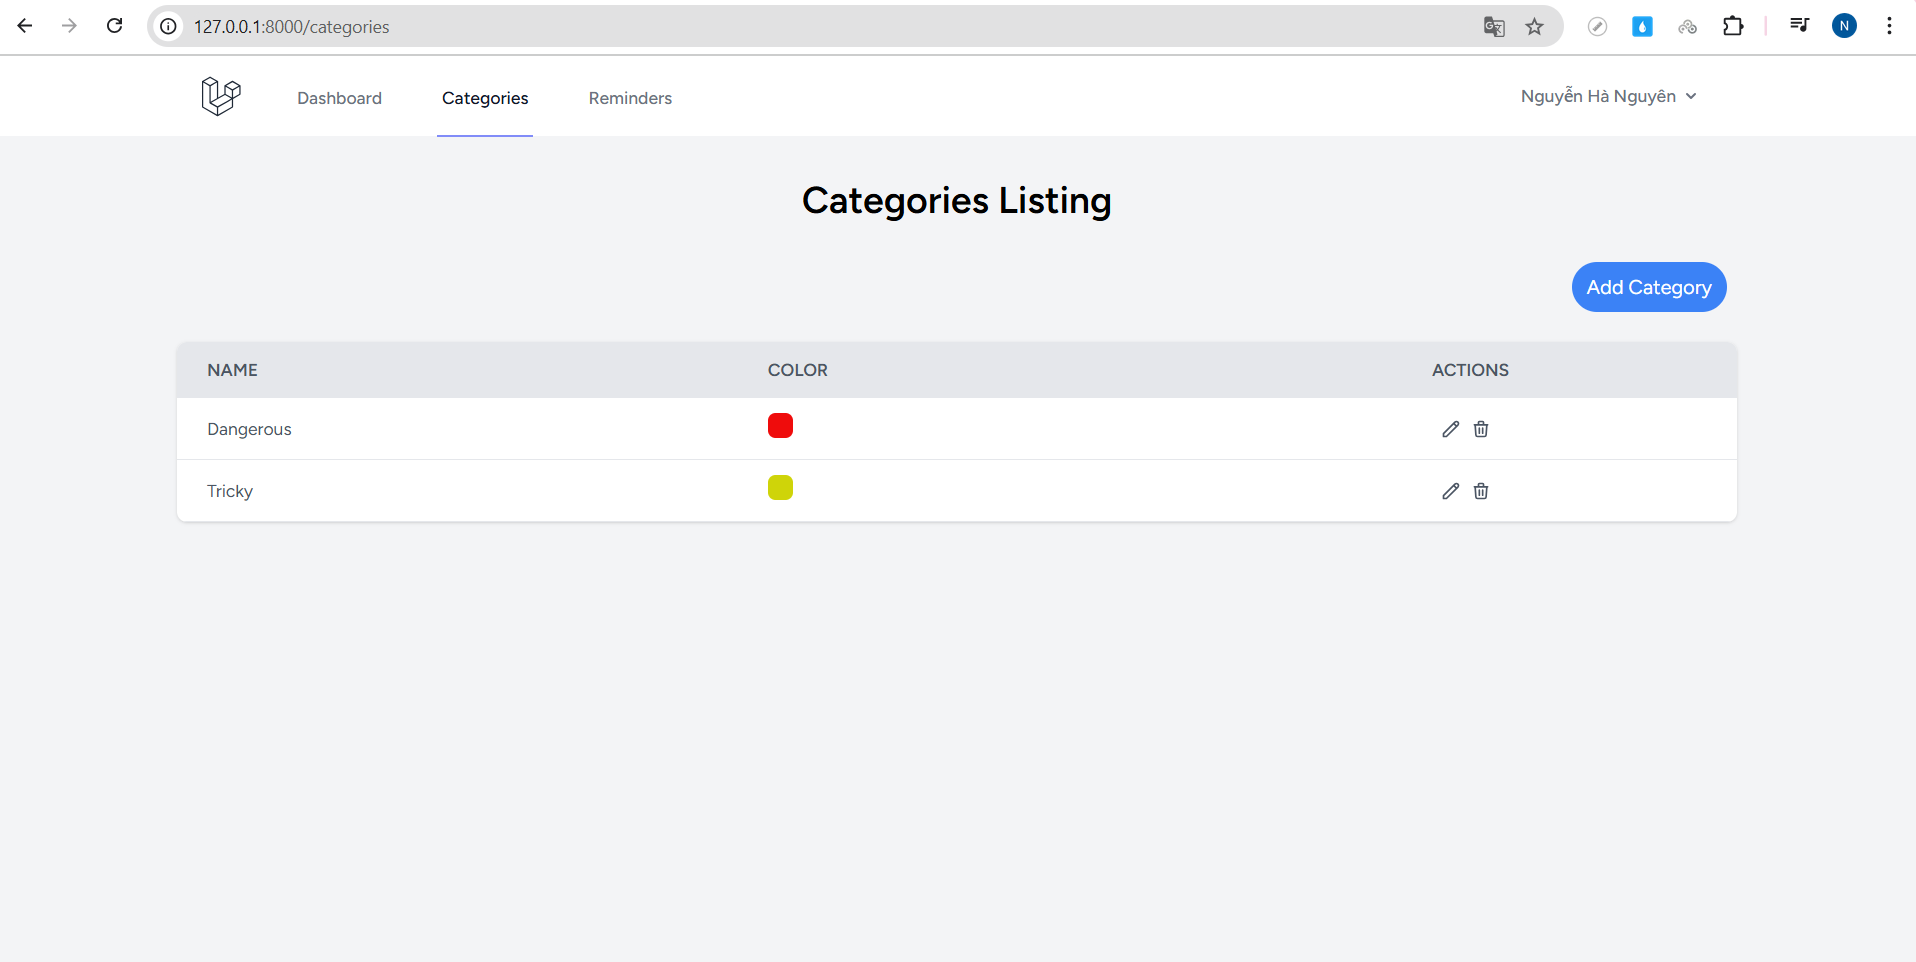 127.0.0.1:8000/categories
N
Dashboard Categories Reminders Nguyễn Hà Nguyên
Categories Listing
Add Category
NAME COLOR ACTIONS
Dangerous
Tricky